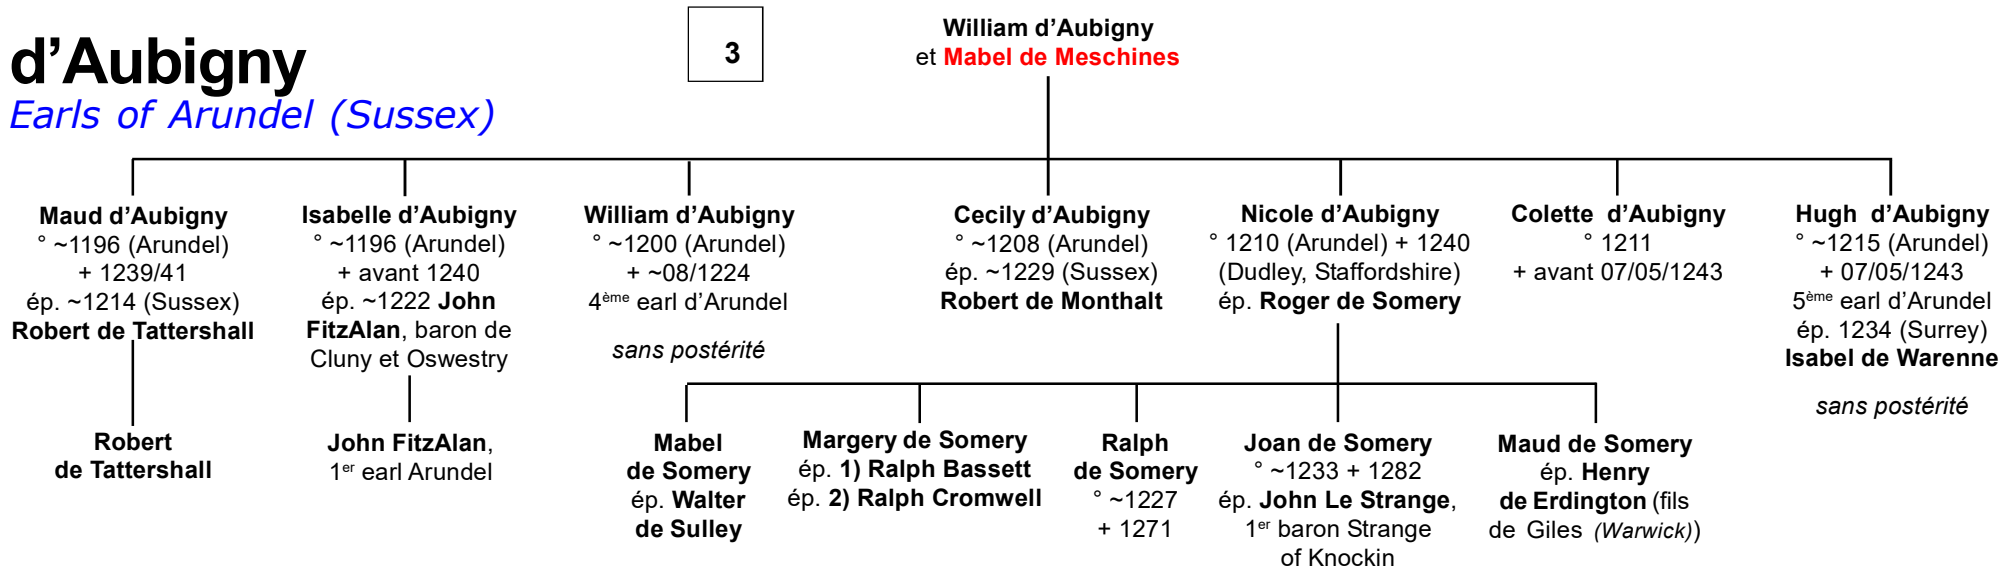 d’Aubigny
Earls of Arundel (Sussex)
3
William d’Aubigny
et Mabel de Meschines
Maud d’Aubigny
° ~1196 (Arundel)
+ 1239/41
ép. ~1214 (Sussex)
Robert de Tattershall
Isabelle d’Aubigny
° ~1196 (Arundel)
+ avant 1240
ép. ~1222 John
FitzAlan, baron de
Cluny et Oswestry
William d’Aubigny
° ~1200 (Arundel)
+ ~08/1224
4ème earl d’Arundel
sans postérité
Cecily d’Aubigny
° ~1208 (Arundel)
ép. ~1229 (Sussex)
Robert de Monthalt
Nicole d’Aubigny
° 1210 (Arundel) + 1240
(Dudley, Staffordshire)
ép. Roger de Somery
Colette d’Aubigny
° 1211
+ avant 07/05/1243
Hugh d’Aubigny
° ~1215 (Arundel)
+ 07/05/1243
5ème earl d’Arundel
ép. 1234 (Surrey)
Isabel de Warenne
sans postérité
Robert
de Tattershall
John FitzAlan,
1er earl Arundel
Mabel
de Somery
ép. Walter
de Sulley
Margery de Somery
ép. 1) Ralph Bassett
ép. 2) Ralph Cromwell
Ralph
de Somery
° ~1227
+ 1271
Joan de Somery
° ~1233 + 1282
ép. John Le Strange,
1er baron Strange
of Knockin
Maud de Somery
ép. Henry
de Erdington (fils
de Giles (Warwick))